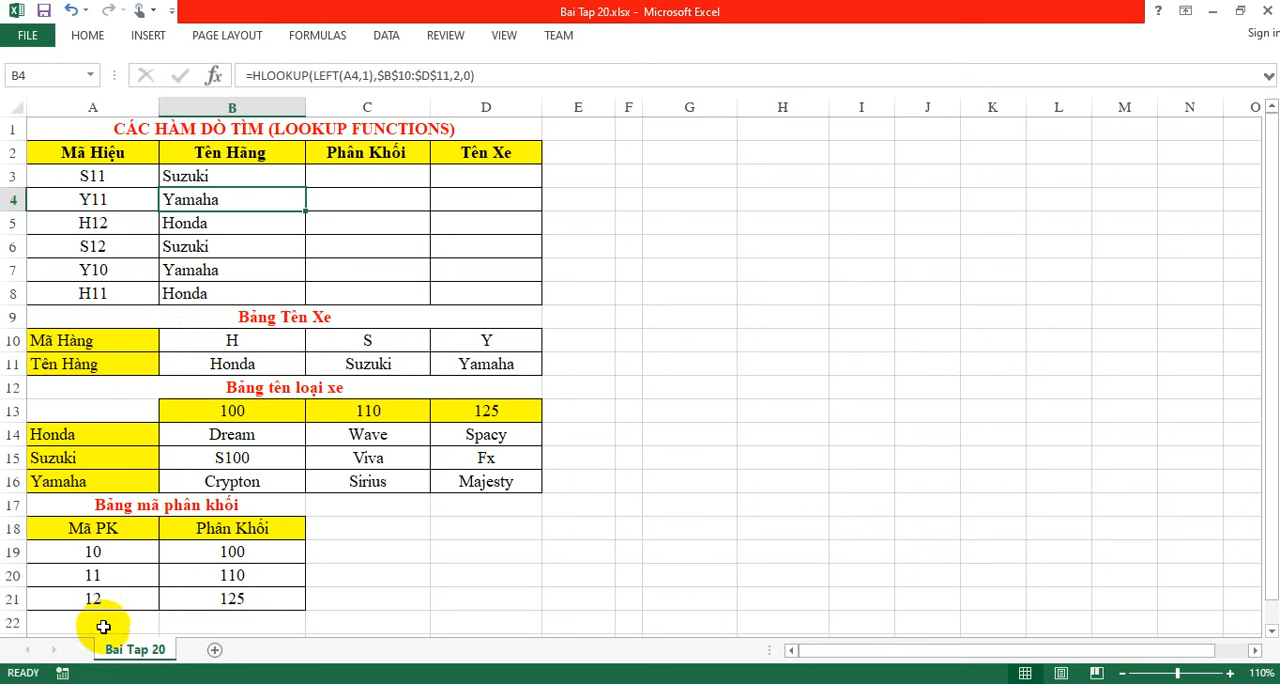 Bai Tap 20.xlsx - Microsoft Excel
FILE HOME INSERT PAGE LAYOUT FORMULAS DATA REVIEW VIEW TEAM Sign in
B4 fx =HLOOKUP(LEFT(A4,1),$B$10:$D$11,2,0)
A B C D E F G H I J K L M N O
1 CÁC HÀM DÒ TÌM (LOOKUP FUNCTIONS)
2 Mã Hiệu Tên Hãng Phân Khối Tên Xe
3 S11 Suzuki
4 Y11 Yamaha
5 H12 Honda
6 S12 Suzuki
7 Y10 Yamaha
8 H11 Honda
9 Bảng Tên Xe
10 Mã Hàng H S Y
11 Tên Hàng Honda Suzuki Yamaha
12 Bảng tên loại xe
13 100 110 125
14 Honda Dream Wave Spacy
15 Suzuki S100 Viva Fx
16 Yamaha Crypton Sirius Majesty
17 Bảng mã phân khối
18 Mã PK Phân Khối
19 10 100
20 11 110
21 12 125
22
Bai Tap 20
READY 110%